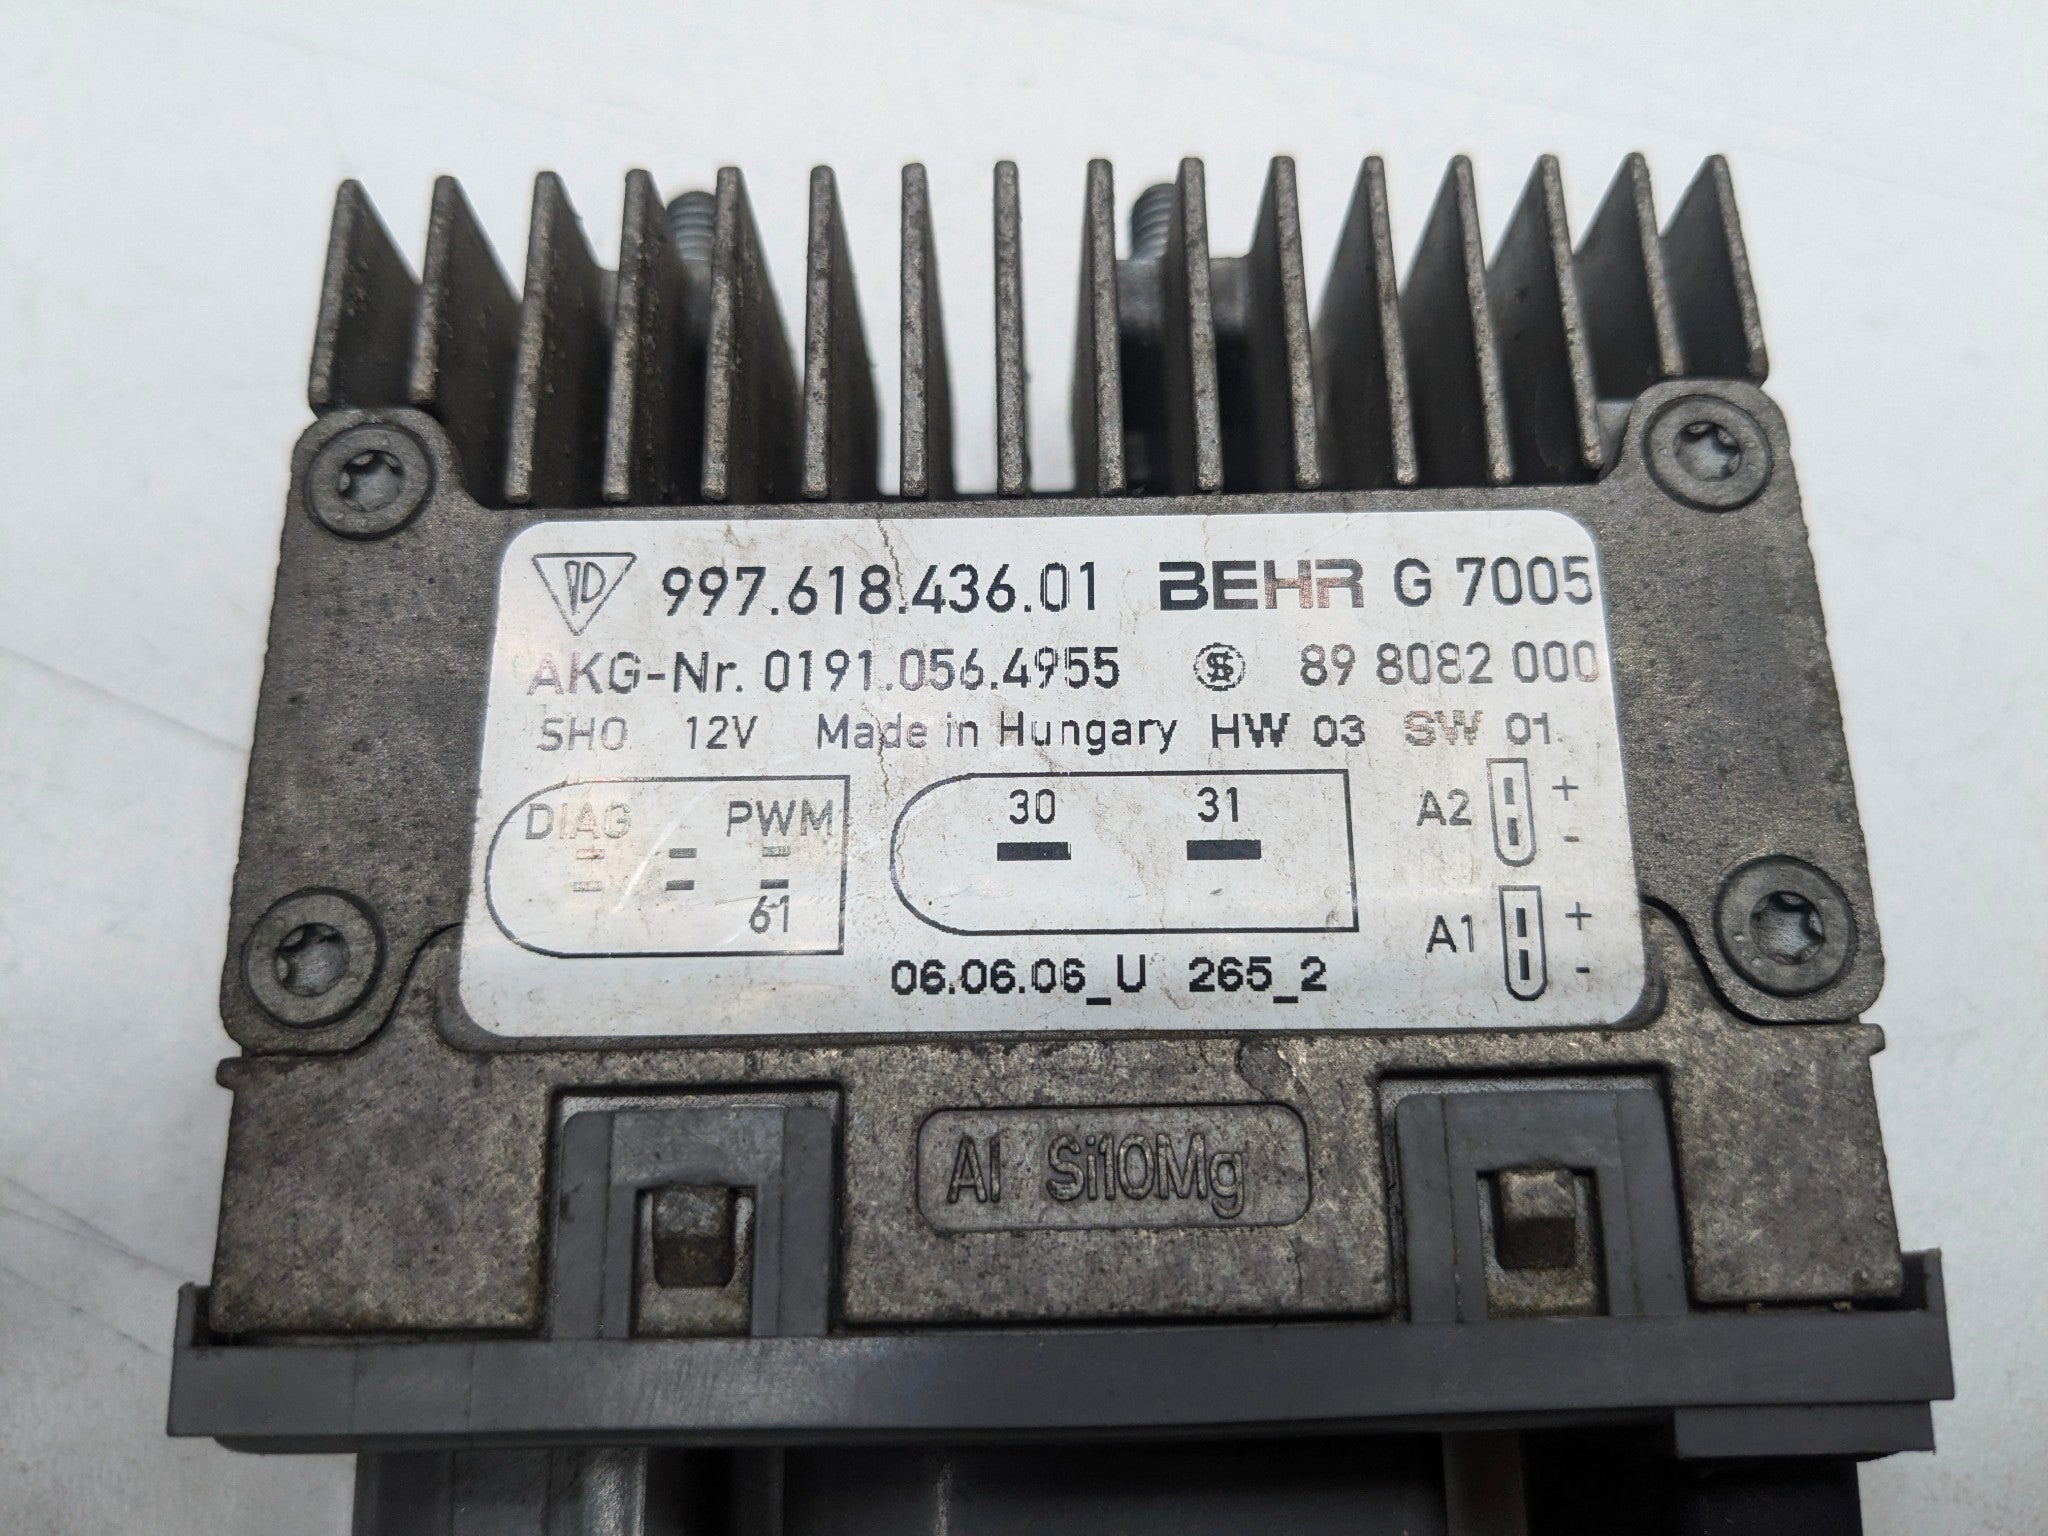 997.618.436.01 BEHR G 7005
AKG-Nr. 0191.056.4955 89 8082 000
SHO 12V Made in Hungary HW 03 SW 01
DIAG PWM 30 31 A2 + -
61 A1 + -
06.06.06_U 265_2
Al Si10Mg